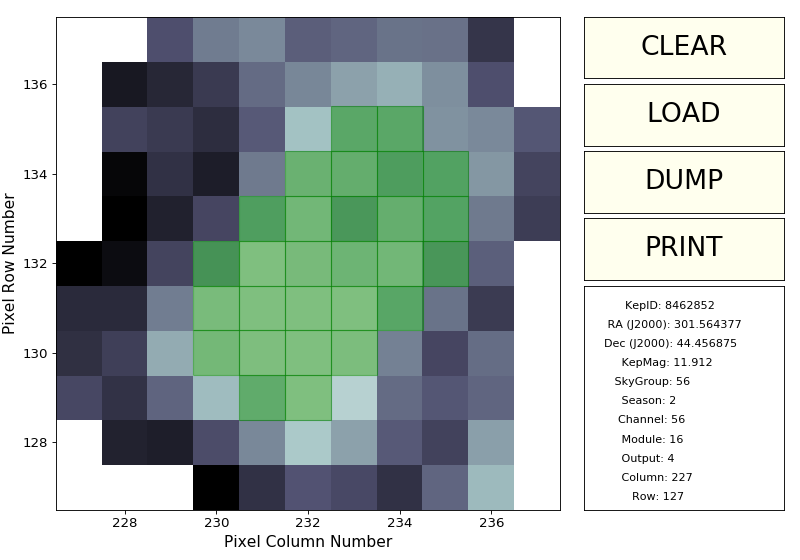 136
134
132
130
128
228
230
232
234
236
Pixel Row Number
Pixel Column Number
CLEAR
LOAD
DUMP
PRINT
KepID: 8462852
RA (J2000): 301.564377
Dec (J2000): 44.456875
KepMag: 11.912
SkyGroup: 56
Season: 2
Channel: 56
Module: 16
Output: 4
Column: 227
Row: 127